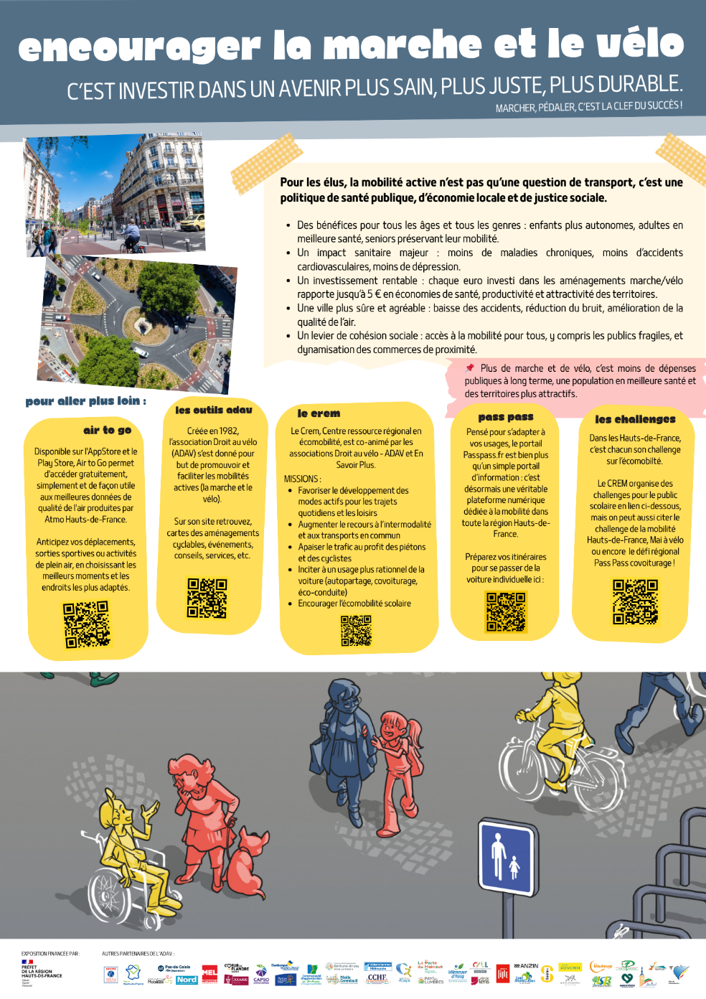 encourager la marche et le vélo
C'EST INVESTIR DANS UN AVENIR PLUS SAIN, PLUS JUSTE, PLUS DURABLE.
MARCHER, PÉDALER, C'EST LA CLEF DU SUCCÈS !
Pour les élus, la mobilité active n'est pas qu'une question de transport, c'est une
politique de santé publique, d'économie locale et de justice sociale.
• Des bénéfices pour tous les âges et tous les genres : enfants plus autonomes, adultes en
meilleure santé, seniors préservant leur mobilité.
• Un impact sanitaire majeur : moins de maladies chroniques, moins d'accidents
cardiovasculaires, moins de dépression.
• Un investissement rentable : chaque euro investi dans les aménagements marche/vélo
rapporte jusqu'à 5 € en économies de santé, productivité et attractivité des territoires.
• Une ville plus sûre et agréable : baisse des accidents, réduction du bruit, amélioration de la
qualité de l'air.
• Un levier de cohésion sociale : accès à la mobilité pour tous, y compris les publics fragiles, et
dynamisation des commerces de proximité.
📌 Plus de marche et de vélo, c'est moins de dépenses
publiques à long terme, une population en meilleure santé et
des territoires plus attractifs.
pour aller plus loin :
air to go
Disponible sur l'AppStore et le
Play Store, Air to Go permet
d'accéder gratuitement,
simplement et de façon utile
aux meilleures données de
qualité de l'air produites par
Atmo Hauts-de-France.
Anticipez vos déplacements,
sorties sportives ou activités
de plein air, en choisissant les
meilleurs moments et les
endroits les plus adaptés.
les outils adav
Créée en 1982,
l'association Droit au vélo
(ADAV) s'est donné pour
but de promouvoir et
faciliter les mobilités
actives (la marche et le
vélo).
Sur son site retrouvez,
cartes des aménagements
cyclables, événements,
conseils, services, etc.
le crem
Le Crem, Centre ressource régional en
écomobilité, est co-animé par les
associations Droit au vélo - ADAV et En
Savoir Plus.
MISSIONS :
• Favoriser le développement des
modes actifs pour les trajets
quotidiens et les loisirs
• Augmenter le recours à l'intermodalité
et aux transports en commun
• Apaiser le trafic au profit des piétons
et des cyclistes
• Inciter à un usage plus rationnel de la
voiture (autopartage, covoiturage,
éco-conduite)
• Encourager l'écomobilité scolaire
pass pass
Pensé pour s'adapter à
vos usages, le portail
Passpass.fr est bien plus
qu'un simple portail
d'information : c'est
désormais une véritable
plateforme numérique
dédiée à la mobilité dans
toute la région Hauts-de-
France.
Préparez vos itinéraires
pour se passer de la
voiture individuelle ici :
les challenges
Dans les Hauts-de-France,
c'est chacun son challenge
sur l'écomobilté.
Le CREM organise des
challenges pour le public
scolaire en lien ci-dessous,
mais on peut aussi citer le
challenge de la mobilité
Hauts-de-France, Mai à vélo
ou encore le défi régional
Pass Pass covoiturage !
EXPOSITION FINANCÉE PAR :
AUTRES PARTENAIRES DE L'ADAV :
PRÉFET
DE LA RÉGION
HAUTS-DE-FRANCE
ADEME
Pas-de-Calais
Nord
MEL
DOUAISIS
CAPSO
CCHF
lille
lens
ANZIN
RONCHIN
Maubeuge